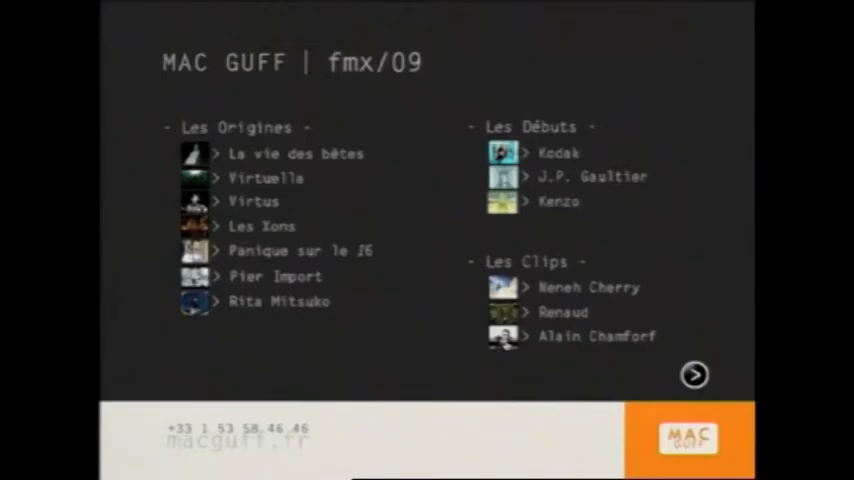 MAC GUFF | fmx/09
- Les Origines -
> La vie des bêtes
> Virtuella
> Virtus
> Les Xons
> Panique sur le 16
> Pier Import
> Rita Mitsuko
- Les Débuts -
> Kodak
> J.P. Gaultier
> Kenzo
- Les Clips -
> Neneh Cherry
> Renaud
> Alain Chamforf
>
+33 1 53 58 46 46
macguff.fr
MAC
GUFF